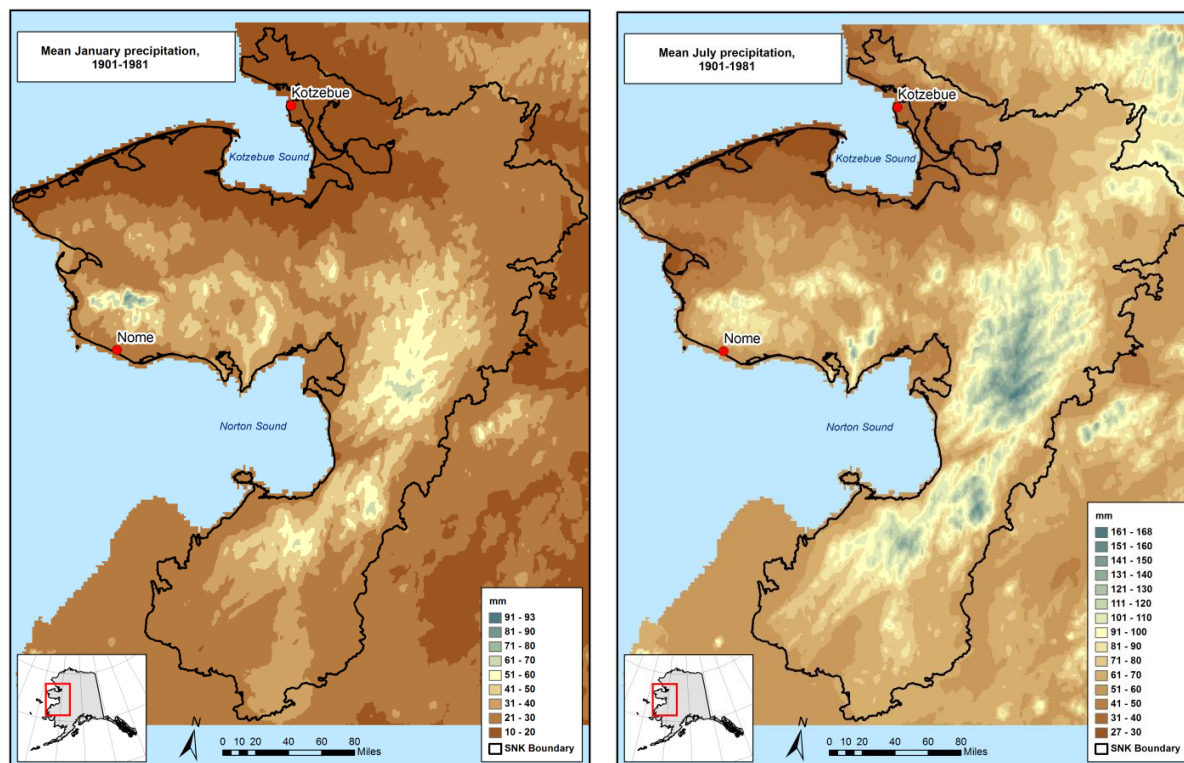 Mean January precipitation,
1901-1981
Kotzebue
Kotzebue Sound
Nome
Norton Sound
mm
91 - 93
81 - 90
71 - 80
61 - 70
51 - 60
41 - 50
31 - 40
21 - 30
10 - 20
SNK Boundary
N
0 10 20 40 60 80
Miles
Mean July precipitation,
1901-1981
Kotzebue
Kotzebue Sound
Nome
Norton Sound
mm
161 - 168
151 - 160
141 - 150
131 - 140
121 - 130
111 - 120
101 - 110
91 - 100
81 - 90
71 - 80
61 - 70
51 - 60
41 - 50
31 - 40
27 - 30
SNK Boundary
N
0 10 20 40 60 80
Miles